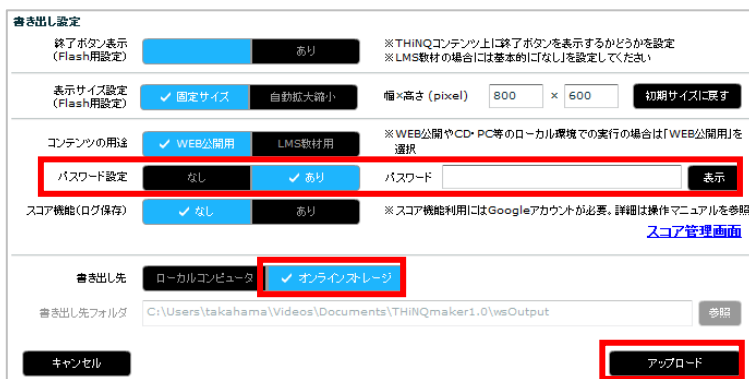 書き出し設定
終了ボタン表示
(Flash用設定)
あり
※THiNQコンテンツ上に終了ボタンを表示するかどうかを設定
※LMS教材の場合には基本的に「なし」を設定してください
表示サイズ設定
(Flash用設定)
✓ 固定サイズ 自動拡大縮小 幅×高さ (pixel) 800 × 600 初期サイズに戻す
コンテンツの用途 ✓ WEB公開用 LMS教材用
※WEB公開やCD・PC等のローカル環境での実行の場合は「WEB公開用」を
選択
パスワード設定 なし ✓ あり パスワード 表示
スコア機能(ログ保存) ✓ なし あり ※スコア機能利用にはGoogleアカウントが必要。詳細は操作マニュアルを参照
スコア管理画面
書き出し先 ローカルコンピュータ ✓ オンラインストレージ
書き出し先フォルダ C:\Users\takahama\Videos\Documents\THiNQmaker1.0\wsOutput 参照
キャンセル アップロード